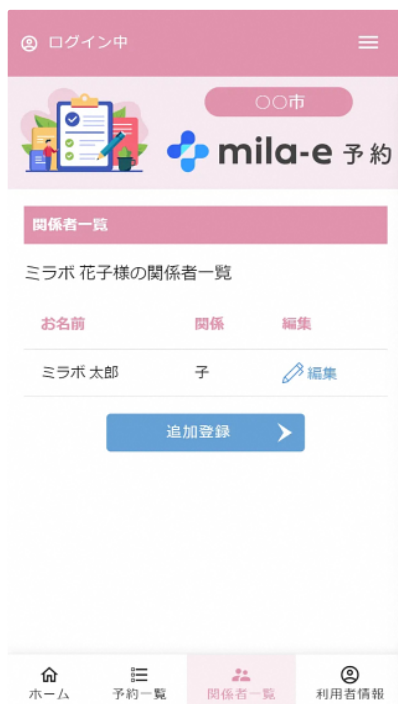 ログイン中
〇〇市
mila-e 予約
関係者一覧
ミラボ 花子様の関係者一覧
お名前 関係 編集
ミラボ 太郎 子 編集
追加登録
ホーム 予約一覧 関係者一覧 利用者情報